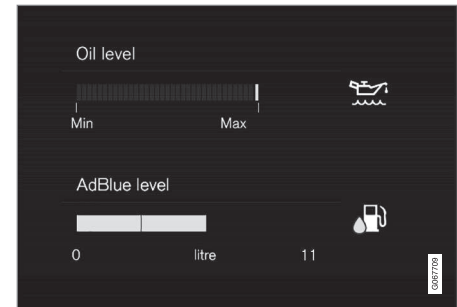 Oil level
Min Max
AdBlue level
0 litre 11
G067709